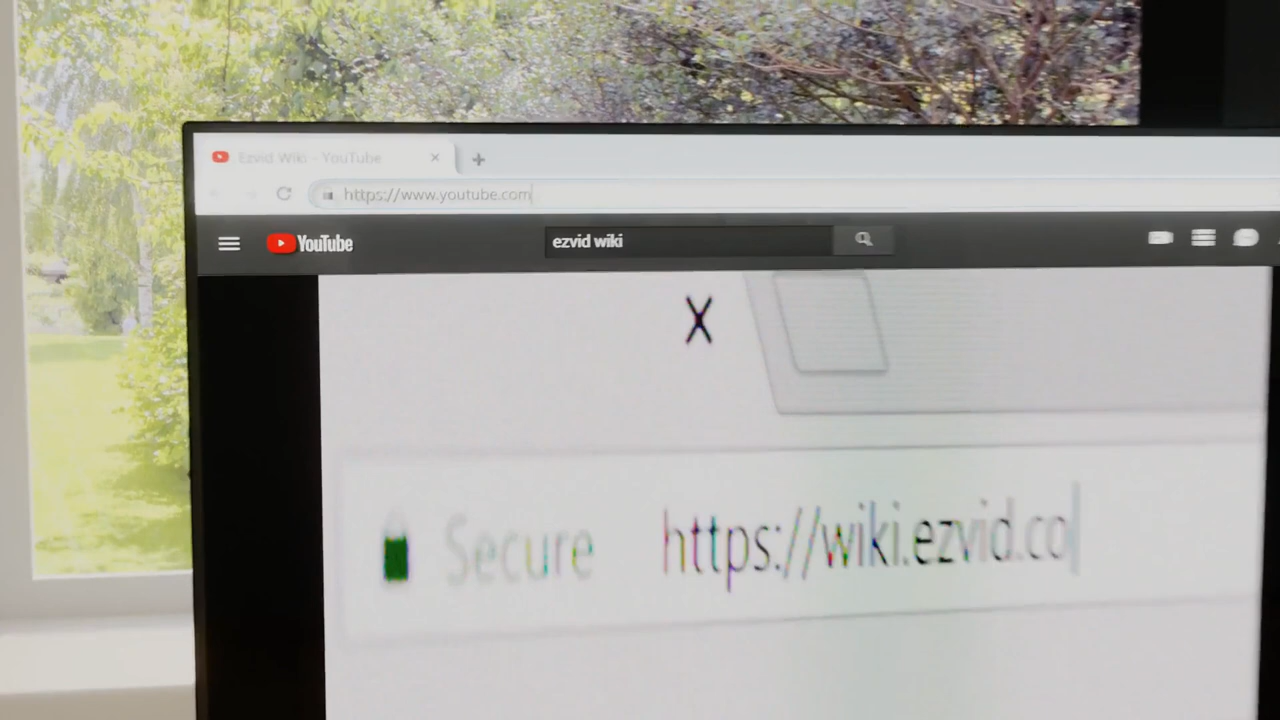 Ezvid Wiki - YouTube
https://www.youtube.com
YouTube
ezvid wiki
X
Secure
https://wiki.ezvid.co